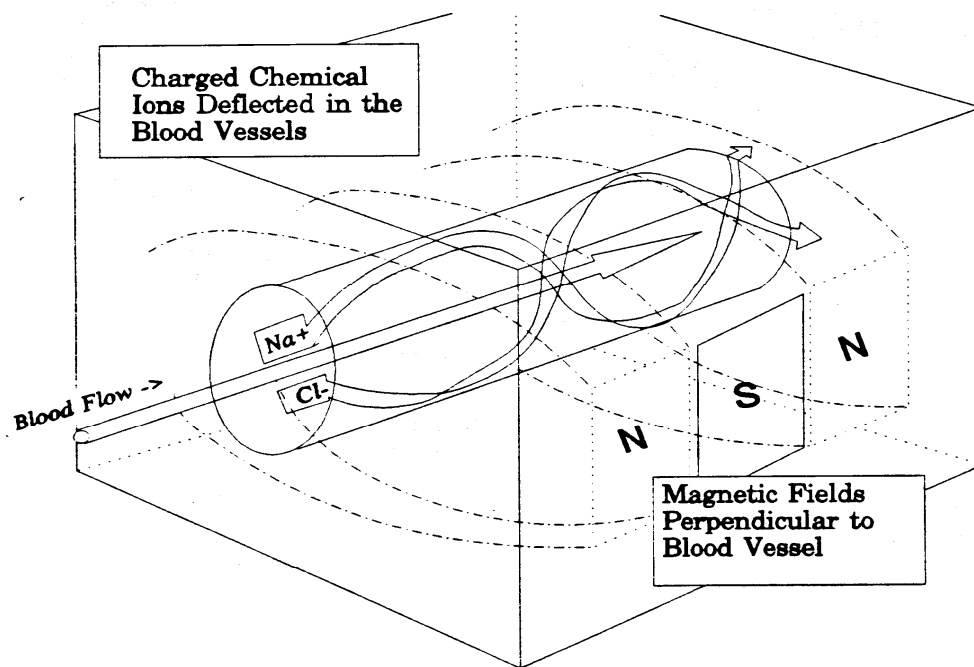 Charged Chemical
Ions Deflected in the
Blood Vessels
Na+
Cl-
Blood Flow ->
N
S
N
Magnetic Fields
Perpendicular to
Blood Vessel